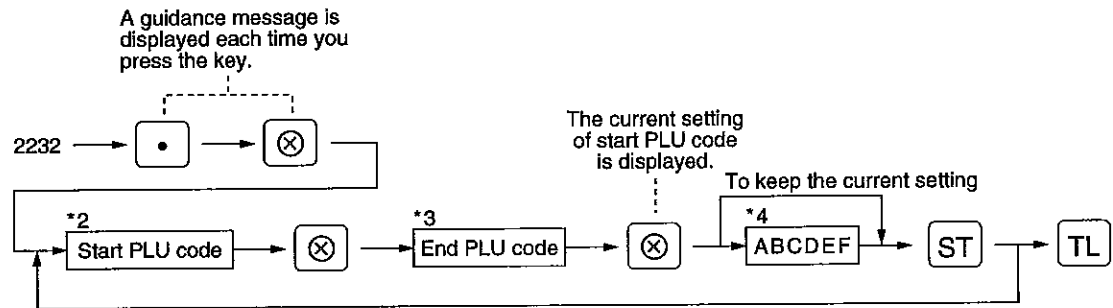 A guidance message is
displayed each time you
press the key.
The current setting
of start PLU code
is displayed.
2232 • ⊗
To keep the current setting
*2 *3 *4
Start PLU code ⊗ End PLU code ⊗ ABCDEF ST TL